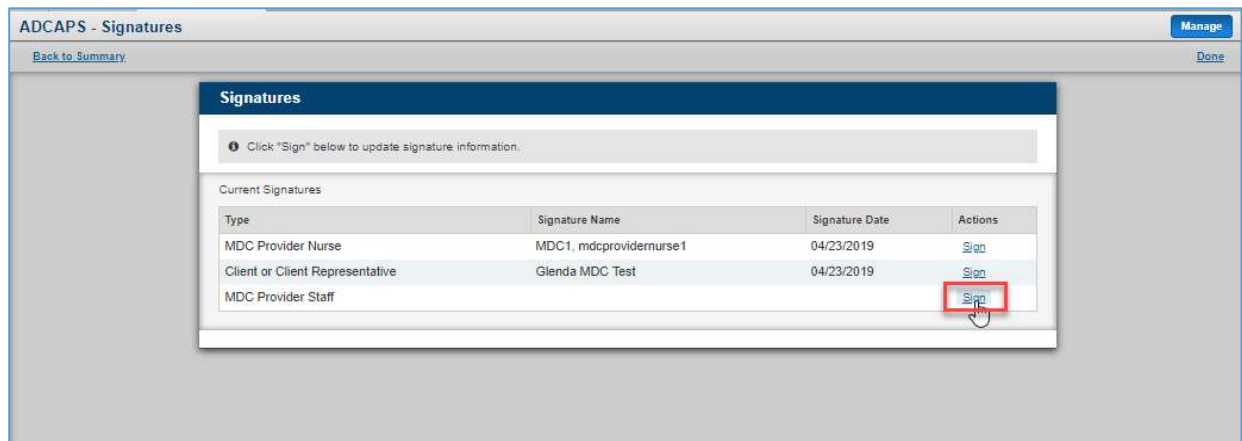 ADCAPS - Signatures
Manage
Back to Summary
Done
Signatures
Click "Sign" below to update signature information.
Current Signatures
Type Signature Name Signature Date Actions
MDC Provider Nurse MDC1, mdcprovidernurse1 04/23/2019 Sign
Client or Client Representative Glenda MDC Test 04/23/2019 Sign
MDC Provider Staff Sign